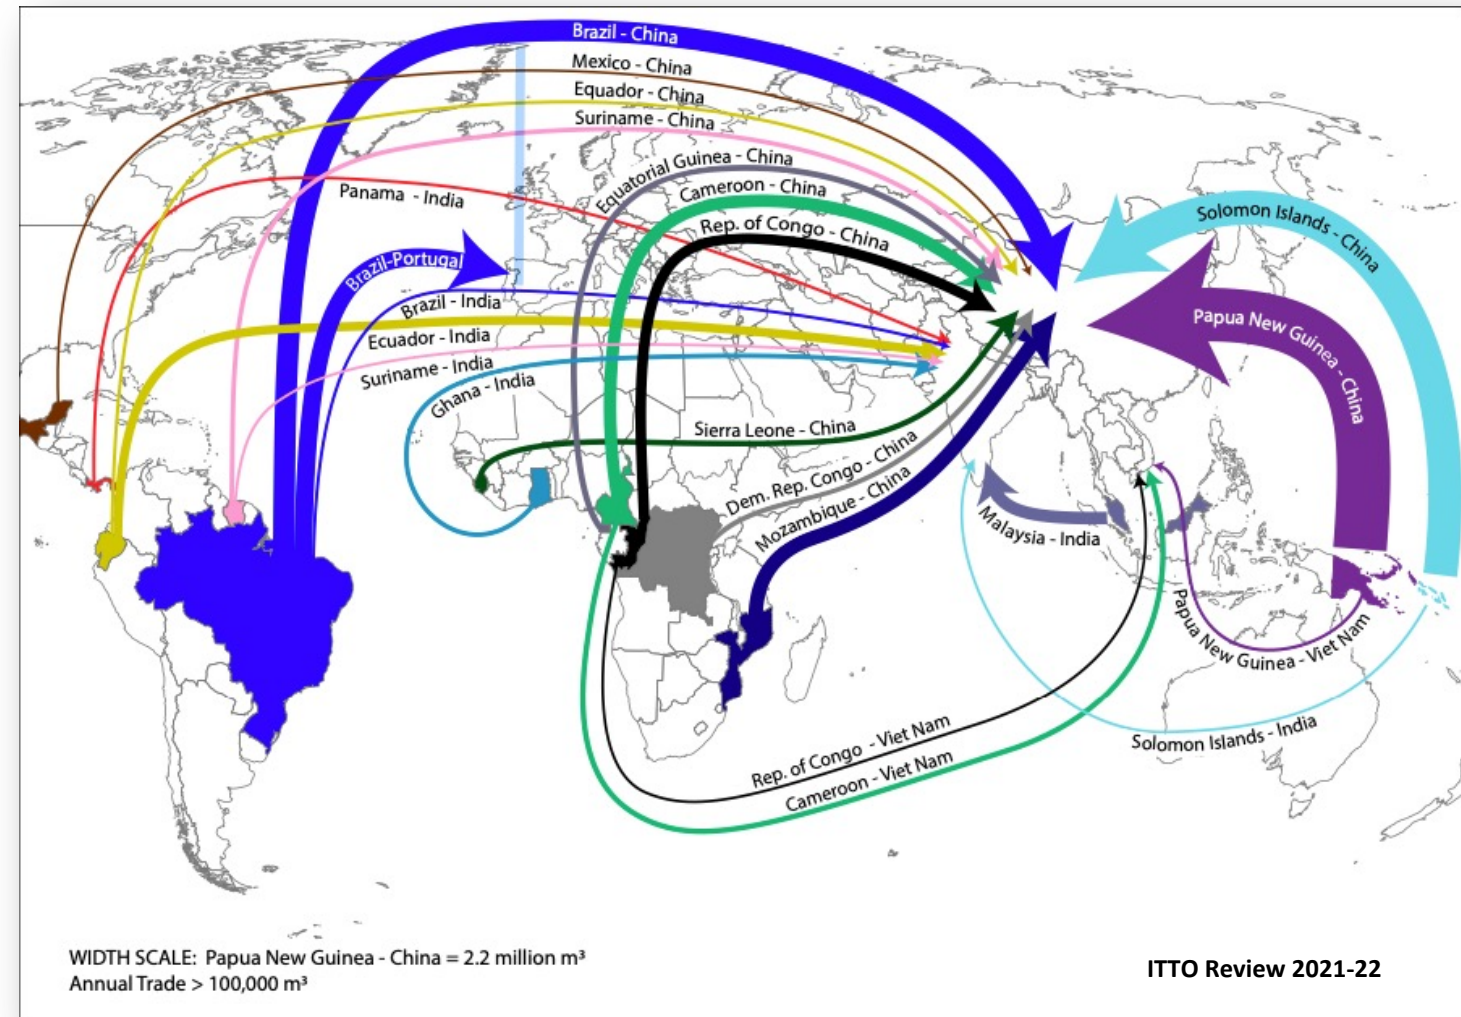 Brazil - China
Mexico - China
Equador - China
Suriname - China
Equatorial Guinea - China
Cameroon - China
Rep. of Congo - China
Panama - India
Solomon Islands - China
Brazil-Portugal
Brazil - India
Ecuador - India
Suriname - India
Ghana - India
Papua New Guinea - China
Sierra Leone - China
Dem. Rep. Congo - China
Mozambique - China
Malaysia - India
Papua New Guinea - Viet Nam
Solomon Islands - India
Rep. of Congo - Viet Nam
Cameroon - Viet Nam
WIDTH SCALE: Papua New Guinea - China = 2.2 million m³
Annual Trade > 100,000 m³
ITTO Review 2021-22